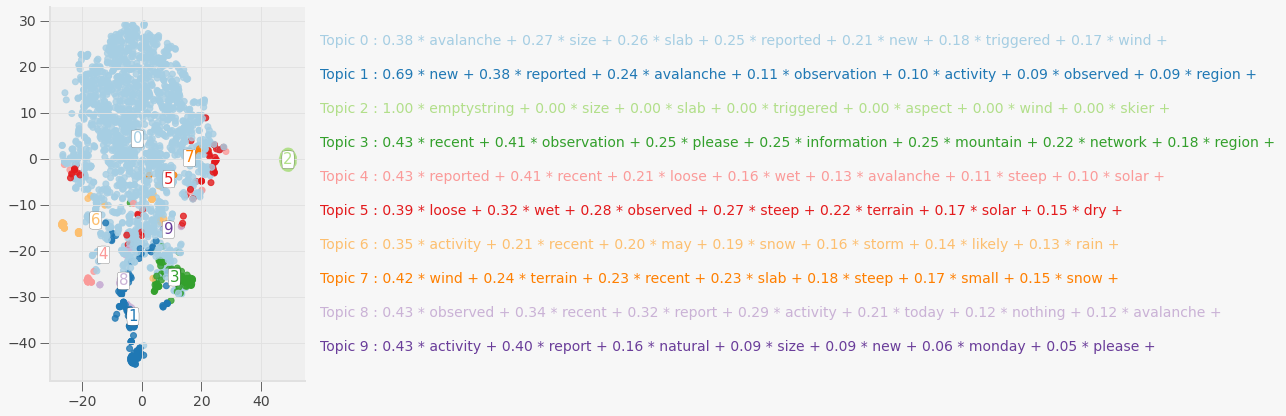 30
20
10
0
−10
−20
−30
−40
−20 0 20 40
0
7
2
5
6
9
4
8
3
1
Topic 0 : 0.38 * avalanche + 0.27 * size + 0.26 * slab + 0.25 * reported + 0.21 * new + 0.18 * triggered + 0.17 * wind +
Topic 1 : 0.69 * new + 0.38 * reported + 0.24 * avalanche + 0.11 * observation + 0.10 * activity + 0.09 * observed + 0.09 * region +
Topic 2 : 1.00 * emptystring + 0.00 * size + 0.00 * slab + 0.00 * triggered + 0.00 * aspect + 0.00 * wind + 0.00 * skier +
Topic 3 : 0.43 * recent + 0.41 * observation + 0.25 * please + 0.25 * information + 0.25 * mountain + 0.22 * network + 0.18 * region +
Topic 4 : 0.43 * reported + 0.41 * recent + 0.21 * loose + 0.16 * wet + 0.13 * avalanche + 0.11 * steep + 0.10 * solar +
Topic 5 : 0.39 * loose + 0.32 * wet + 0.28 * observed + 0.27 * steep + 0.22 * terrain + 0.17 * solar + 0.15 * dry +
Topic 6 : 0.35 * activity + 0.21 * recent + 0.20 * may + 0.19 * snow + 0.16 * storm + 0.14 * likely + 0.13 * rain +
Topic 7 : 0.42 * wind + 0.24 * terrain + 0.23 * recent + 0.23 * slab + 0.18 * steep + 0.17 * small + 0.15 * snow +
Topic 8 : 0.43 * observed + 0.34 * recent + 0.32 * report + 0.29 * activity + 0.21 * today + 0.12 * nothing + 0.12 * avalanche +
Topic 9 : 0.43 * activity + 0.40 * report + 0.16 * natural + 0.09 * size + 0.09 * new + 0.06 * monday + 0.05 * please +